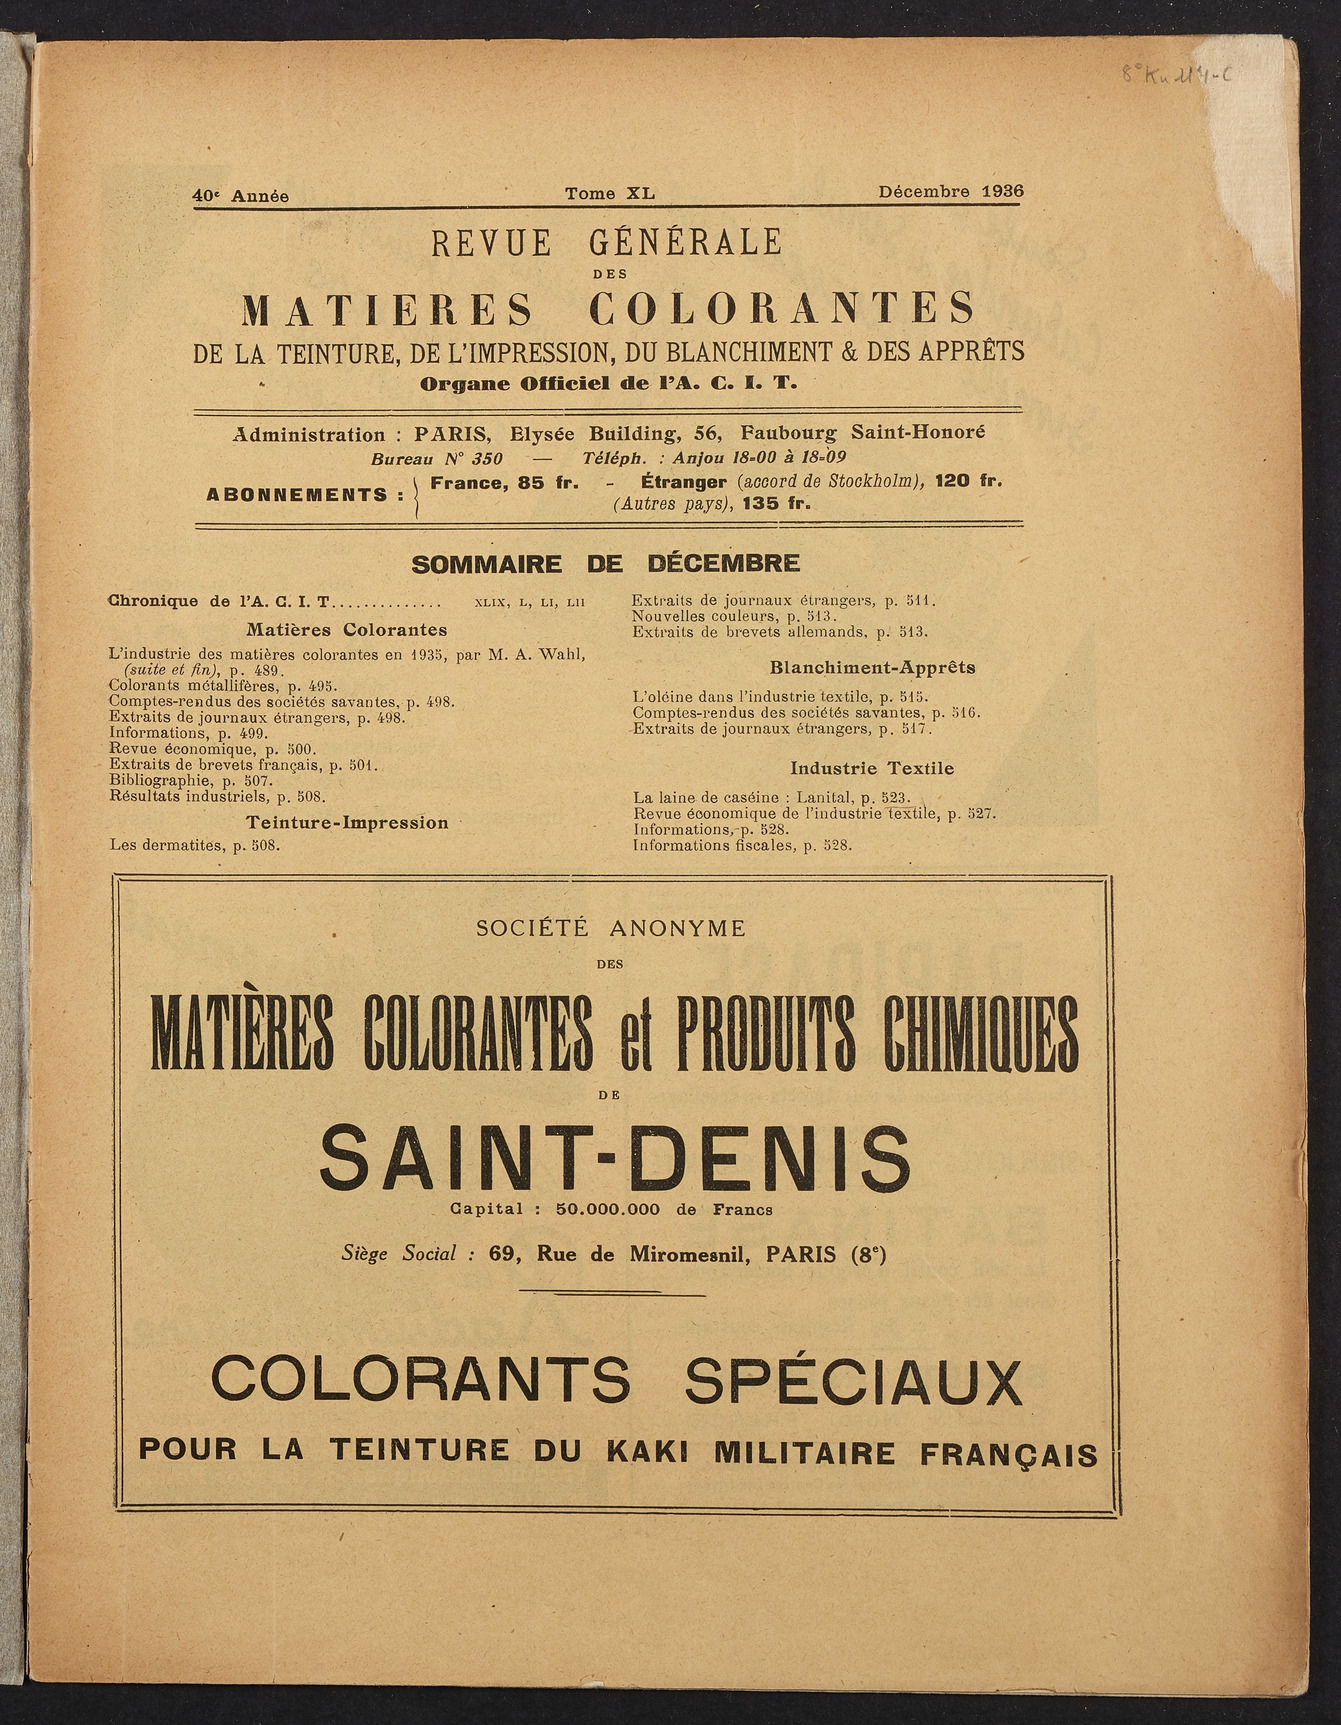 8° Ku 114-C
40e Année Tome XL Décembre 1936
REVUE GÉNÉRALE
DES
MATIERES COLORANTES
DE LA TEINTURE, DE L'IMPRESSION, DU BLANCHIMENT & DES APPRÊTS
Organe Officiel de l'A. C. I. T.
Administration : PARIS, Elysée Building, 56, Faubourg Saint-Honoré
Bureau N° 350 — Téléph. : Anjou 18-00 à 18-09
ABONNEMENTS : France, 85 fr. - Étranger (accord de Stockholm), 120 fr.
(Autres pays), 135 fr.
SOMMAIRE DE DÉCEMBRE
Chronique de l'A. C. I. T.............. XLIX, L, LI, LII
Matières Colorantes
L'industrie des matières colorantes en 1935, par M. A. Wahl,
(suite et fin), p. 489.
Colorants métallifères, p. 495.
Comptes-rendus des sociétés savantes, p. 498.
Extraits de journaux étrangers, p. 498.
Informations, p. 499.
Revue économique, p. 500.
Extraits de brevets français, p. 501.
Bibliographie, p. 507.
Résultats industriels, p. 508.
Teinture-Impression
Les dermatites, p. 508.
Extraits de journaux étrangers, p. 511.
Nouvelles couleurs, p. 513.
Extraits de brevets allemands, p. 513.
Blanchiment-Apprêts
L'oléine dans l'industrie textile, p. 515.
Comptes-rendus des sociétés savantes, p. 516.
Extraits de journaux étrangers, p. 517.
Industrie Textile
La laine de caséine : Lanital, p. 523.
Revue économique de l'industrie textile, p. 527.
Informations, p. 528.
Informations fiscales, p. 528.
SOCIÉTÉ ANONYME
DES
MATIÈRES COLORANTES et PRODUITS CHIMIQUES
DE
SAINT-DENIS
Capital : 50.000.000 de Francs
Siège Social : 69, Rue de Miromesnil, PARIS (8e)
COLORANTS SPÉCIAUX
POUR LA TEINTURE DU KAKI MILITAIRE FRANÇAIS